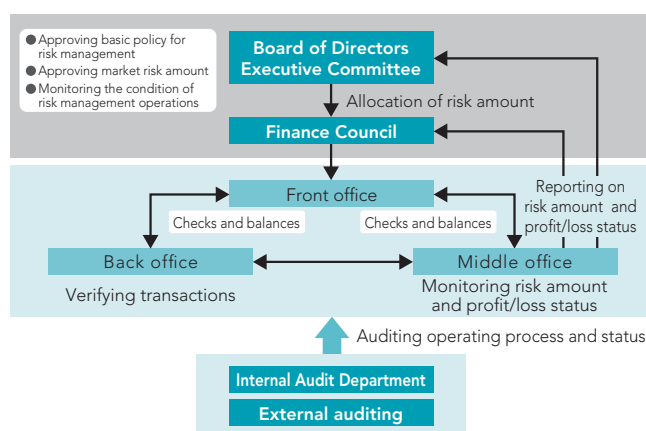 ● Approving basic policy for
risk management
● Approving market risk amount
● Monitoring the condition of
risk management operations
Board of Directors
Executive Committee
Allocation of risk amount
Finance Council
Front office
Reporting on
risk amount and
profit/loss status
Checks and balances
Checks and balances
Back office
Middle office
Verifying transactions
Monitoring risk amount
and profit/loss status
Auditing operating process and status
Internal Audit Department
External auditing